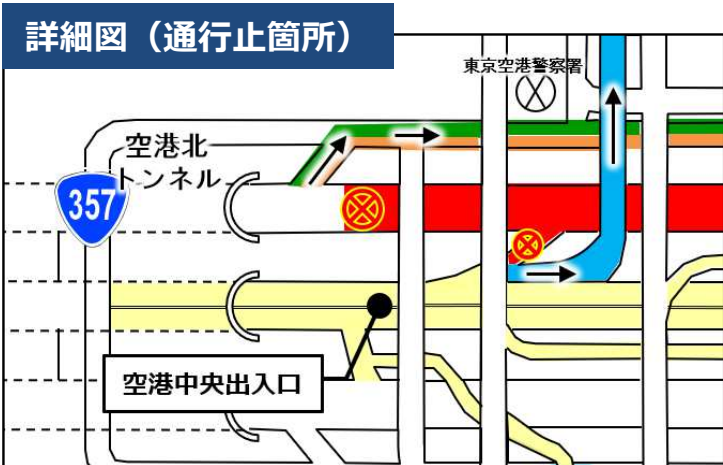 詳細図（通行止箇所）
東京空港警察署
空港北
トンネル
357
空港中央出入口